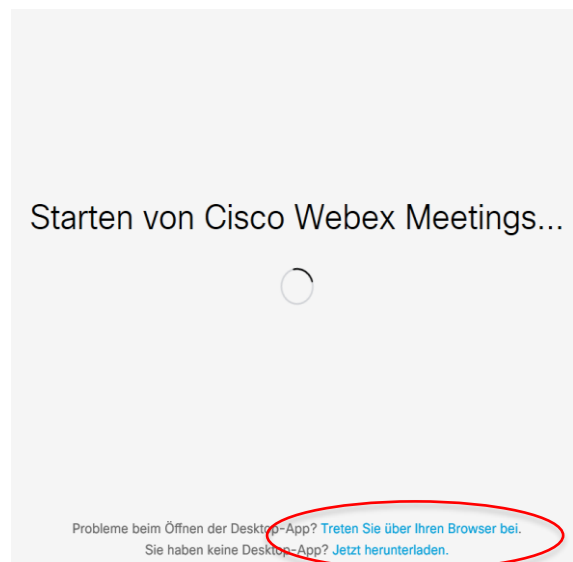 Starten von Cisco Webex Meetings...
Probleme beim Öffnen der Desktop-App? Treten Sie über Ihren Browser bei.
Sie haben keine Desktop-App? Jetzt herunterladen.